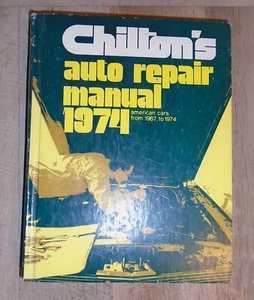 Chilton's
auto repair
manual
1974
american cars
from 1967 to 1974